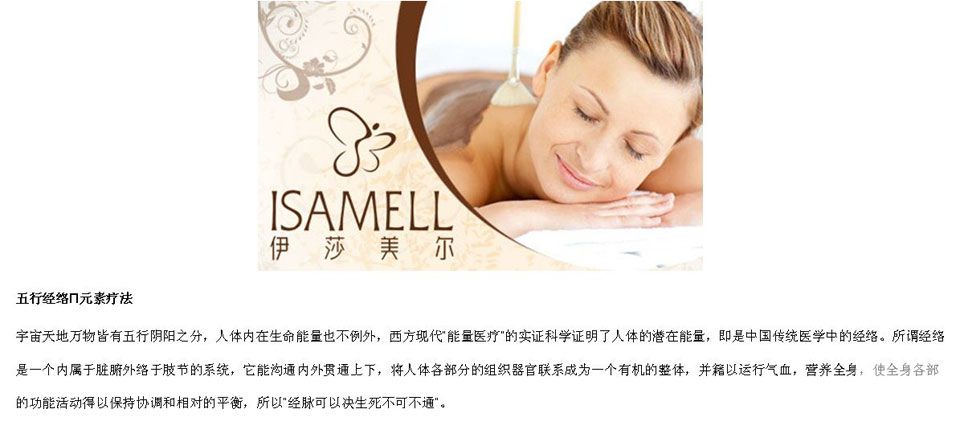 ISAMELL
伊莎美尔
五行经络Π元素疗法
宇宙天地万物皆有五行阴阳之分，人体内在生命能量也不例外，西方现代"能量医疗"的实证科学证明了人体的潜在能量，即是中国传统医学中的经络。所谓经络
是一个内属于脏腑外络于肢节的系统，它能沟通内外贯通上下，将人体各部分的组织器官联系成为一个有机的整体，并籍以运行气血，营养全身，使全身各部
的功能活动得以保持协调和相对的平衡，所以"经脉可以决生死不可不通"。